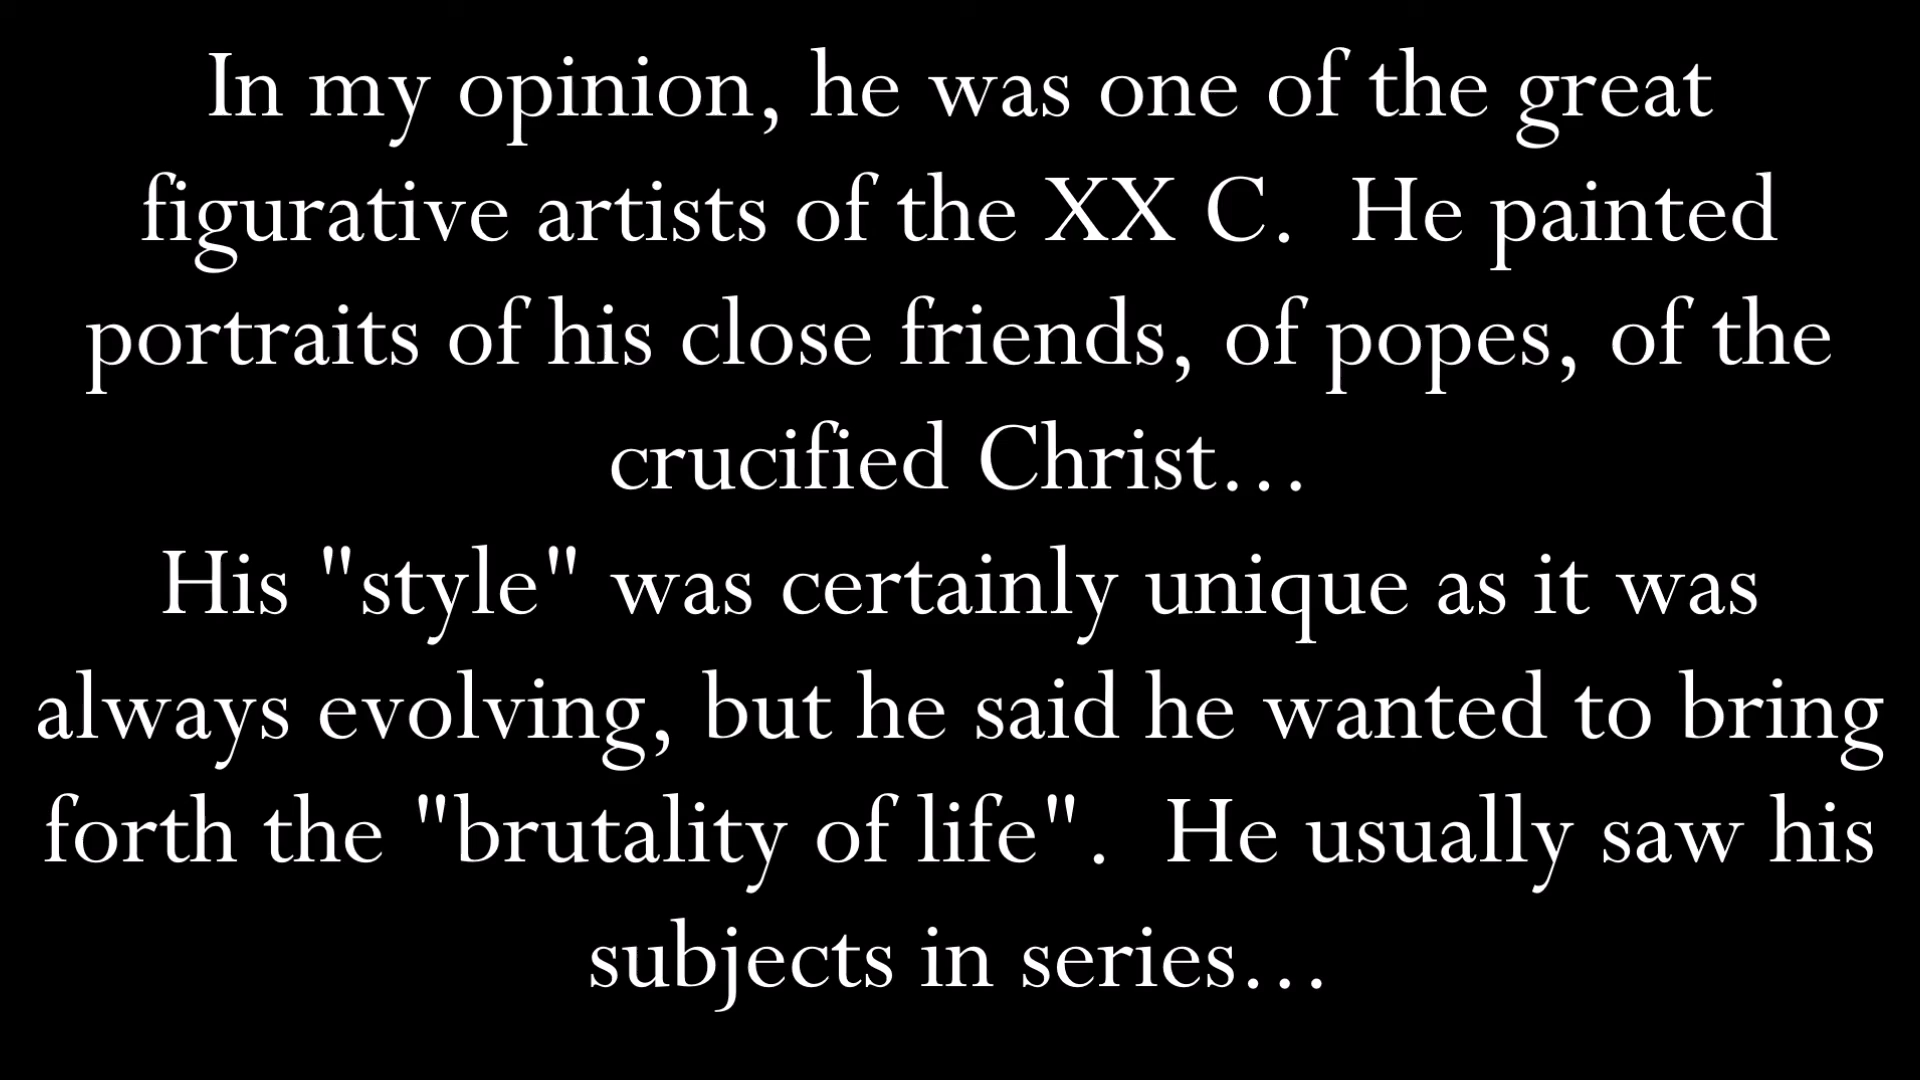 In my opinion, he was one of the great
figurative artists of the XX C.  He painted
portraits of his close friends, of popes, of the
crucified Christ...
His "style" was certainly unique as it was
always evolving, but he said he wanted to bring
forth the "brutality of life".  He usually saw his
subjects in series...